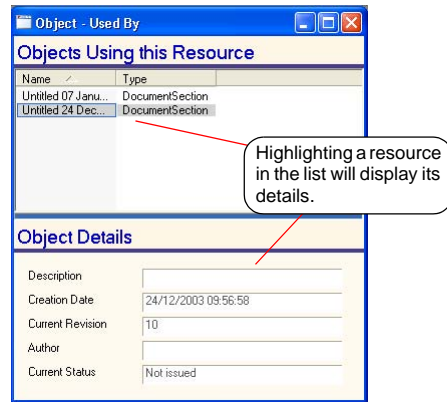 Object - Used By
Objects Using this Resource
Name Type
Untitled 07 Janu... DocumentSection
Untitled 24 Dec... DocumentSection
Highlighting a resource
in the list will display its
details.
Object Details
Description
Creation Date 24/12/2003 09:56:58
Current Revision 10
Author
Current Status Not issued